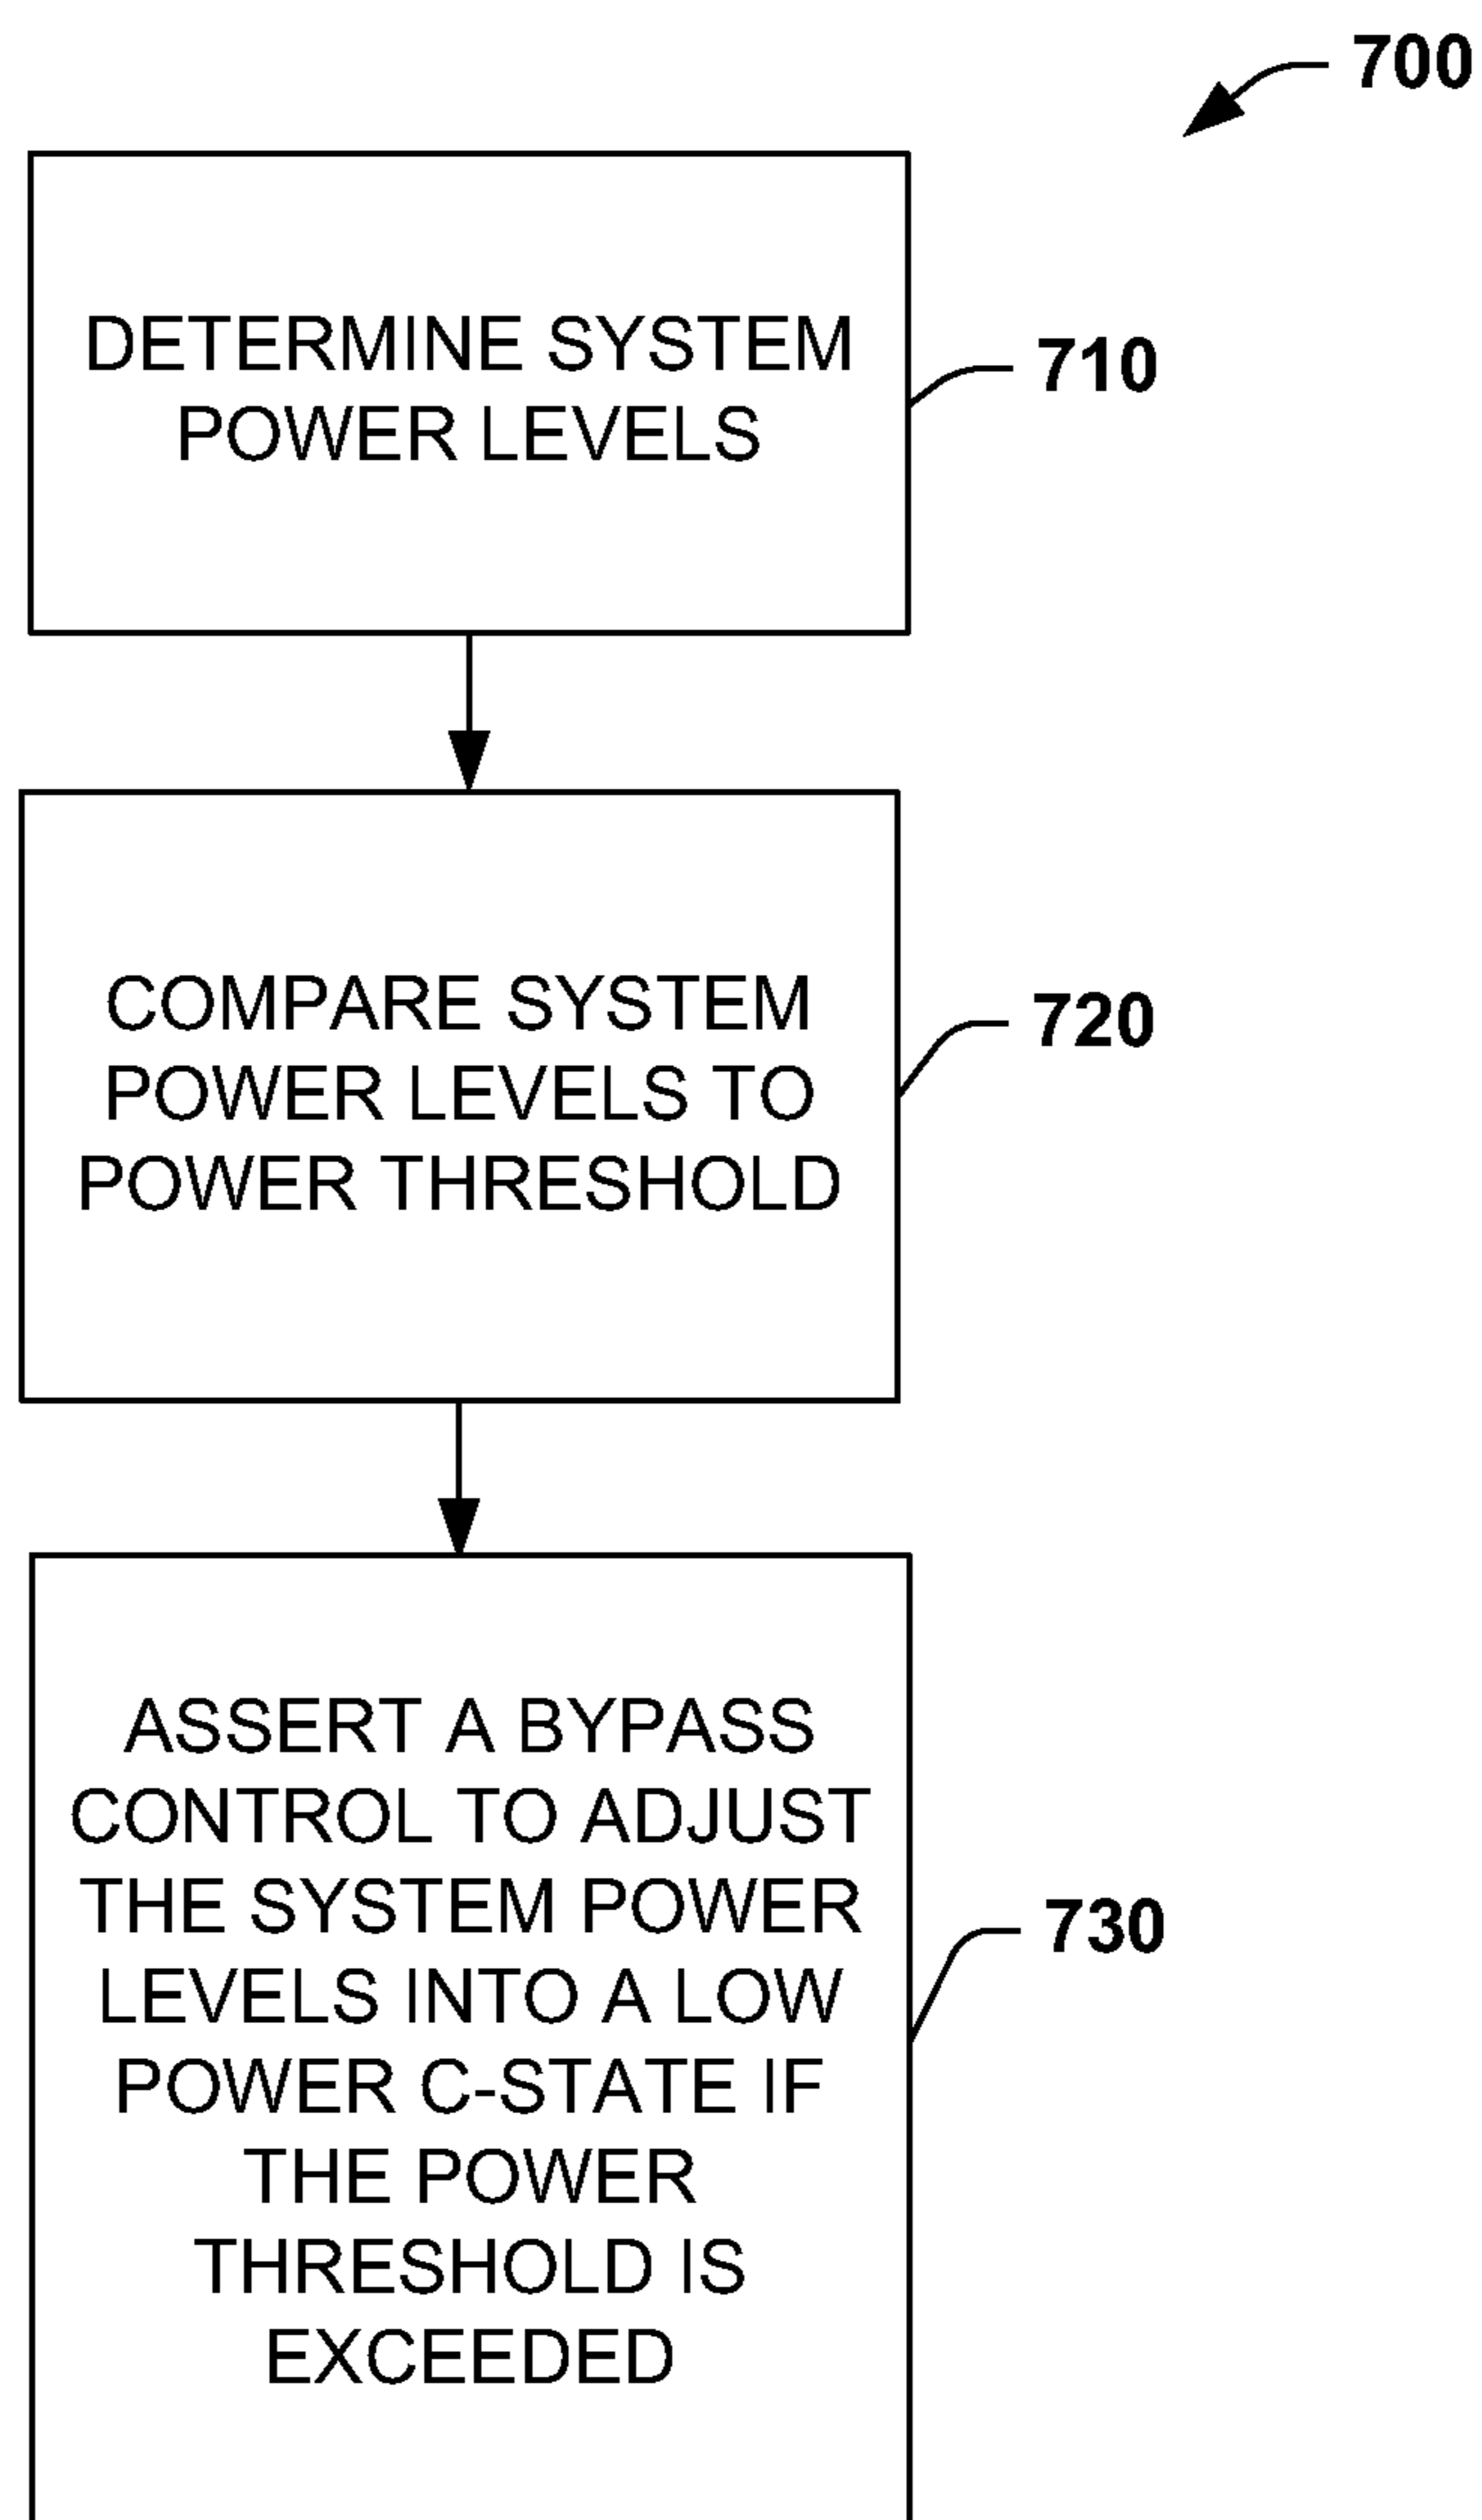 700
DETERMINE SYSTEM
POWER LEVELS
710
COMPARE SYSTEM
POWER LEVELS TO
POWER THRESHOLD
720
ASSERT A BYPASS
CONTROL TO ADJUST
THE SYSTEM POWER
LEVELS INTO A LOW
POWER C-STATE IF
THE POWER
THRESHOLD IS
EXCEEDED
730